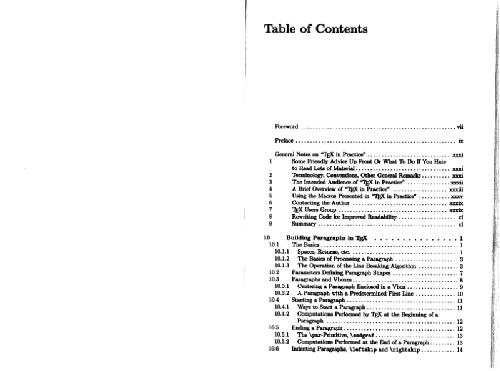 Table of Contents
Foreword vii
Preface ix
General Notes on "TEX in Practice" xxxi
1 Some Friendly Advice Up Front Or What To Do If You Hate
to Read Lots of Material xxxi
2 Terminology, Conventions, Other General Remarks xxxi
3 The Intended Audience of "TEX in Practice" xxxii
4 A Brief Overview of "TEX in Practice" xxxiii
5 Using the Macros Presented in "TEX in Practice" xxxv
6 Contacting the Author xxxix
7 TEX Users Group xxxix
8 Rewriting Code for Improved Readability xl
9 Summary xl
10 Building Paragraphs in TEX 1
10.1 The Basics 1
10.1.1 Spaces, Returns, etc. 1
10.1.2 The Basics of Processing a Paragraph 3
10.1.3 The Operation of the Line Breaking Algorithm 3
10.2 Parameters Defining Paragraph Shapes 7
10.3 Paragraphs and Vboxes 8
10.3.1 Centering a Paragraph Enclosed in a Vbox 9
10.3.2 A Paragraph with a Predetermined First Line 10
10.4 Starting a Paragraph 11
10.4.1 Ways to Start a Paragraph 11
10.4.2 Computations Performed by TEX at the Beginning of a
Paragraph 12
10.5 Ending a Paragraph 12
10.5.1 The \par-Primitive, \endgraf 13
10.5.2 Computations Performed at the End of a Paragraph 13
10.6 Indenting Paragraphs, \leftskip and \rightskip 14